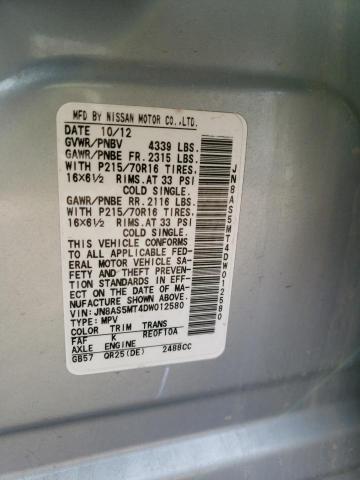 MFD BY NISSAN MOTOR CO.,LTD.
DATE 10/12
GVWR/PNBV 4339 LBS.
GAWR/PNBE FR.2315 LBS.
WITH P215/70R16 TIRES.
16X6½ RIMS.AT 33 PSI
COLD SINGLE.
GAWR/PNBE RR.2116 LBS.
WITH P215/70R16 TIRES.
16X6½ RIMS.AT 33 PSI
COLD SINGLE.
THIS VEHICLE CONFORMS
TO ALL APPLICABLE FED-
ERAL MOTOR VEHICLE SA-
FETY AND THEFT PREVEN-
TION STANDARDS IN EFF-
ECT ON THE DATE OF MA-
NUFACTURE SHOWN ABOVE.
VIN:JN8AS5MT4DW012580
TYPE:MPV
COLOR TRIM TRANS
FAF K RE0F10A
AXLE ENGINE
GB57 QR25(DE) 2488CC
JN8AS5MT4DW012580